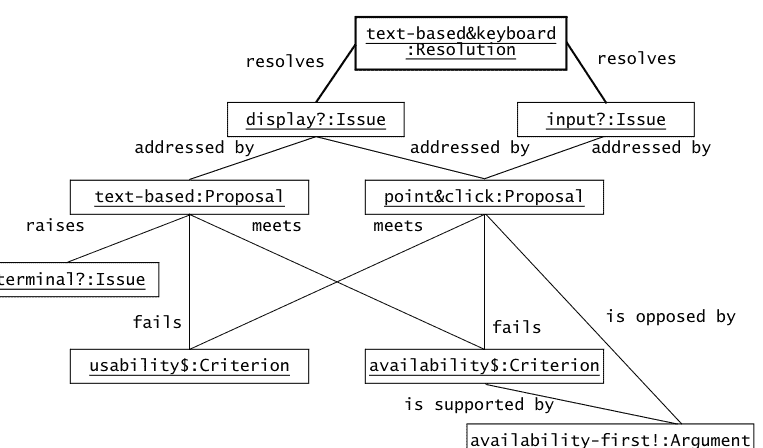 text-based&keyboard
:Resolution
resolves
resolves
display?:Issue
input?:Issue
addressed by
addressed by
addressed by
text-based:Proposal
point&click:Proposal
raises
meets
meets
terminal?:Issue
is opposed by
fails
fails
usability$:Criterion
availability$:Criterion
is supported by
availability-first!:Argument